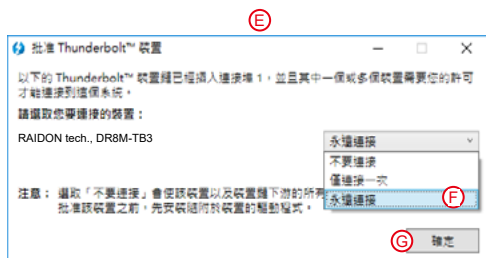 E
批准 Thunderbolt™ 裝置
以下的 Thunderbolt™ 裝置鏈已經插入連接埠 1，並且其中一個或多個裝置需要您的許可
才能連接到這個系統。
請選取您要連接的裝置：
RAIDON tech., DR8M-TB3
永遠連接
不要連接
僅連接一次
永遠連接
F
注意： 選取「不要連接」會使該裝置以及裝置鏈下游的所有
批准該裝置之前，先安裝隨附於裝置的驅動程式。
G
確定